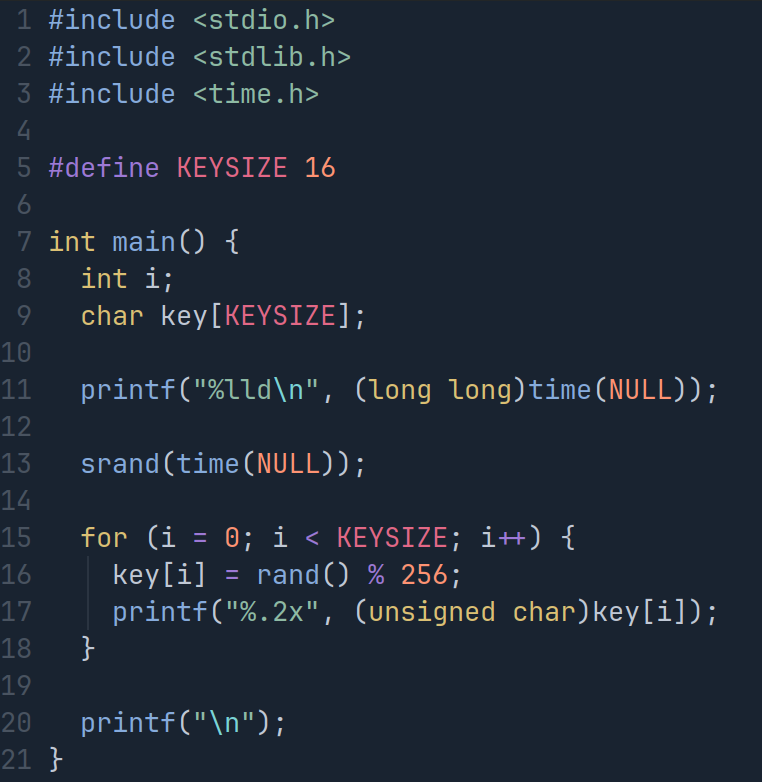 1 #include <stdio.h>
2 #include <stdlib.h>
3 #include <time.h>
4
5 #define KEYSIZE 16
6
7 int main() {
8   int i;
9   char key[KEYSIZE];
10
11   printf("%lld\n", (long long)time(NULL));
12
13   srand(time(NULL));
14
15   for (i = 0; i < KEYSIZE; i++) {
16     key[i] = rand() % 256;
17     printf("%.2x", (unsigned char)key[i]);
18   }
19
20   printf("\n");
21 }